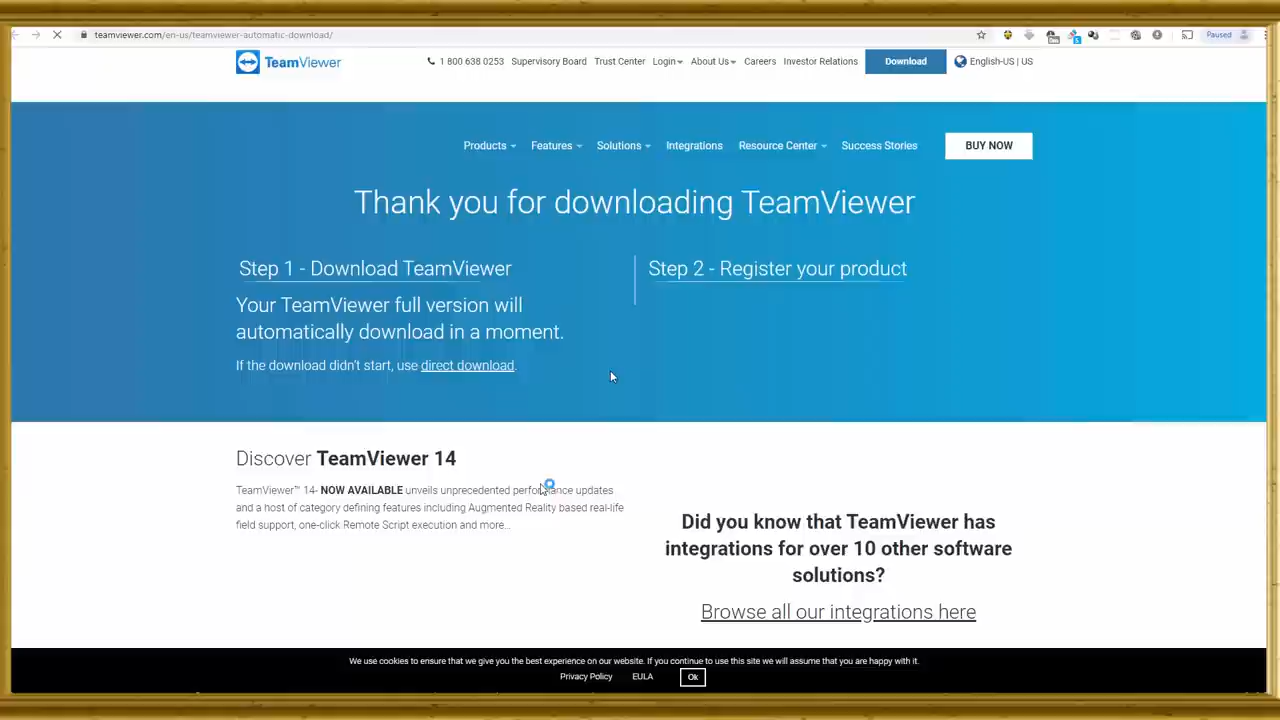 teamviewer.com/en-us/teamviewer-automatic-download/
Paused
TeamViewer
1 800 638 0253 Supervisory Board Trust Center Login About Us Careers Investor Relations Download English-US | US
Products Features Solutions Integrations Resource Center Success Stories BUY NOW
Thank you for downloading TeamViewer
Step 1 - Download TeamViewer
Your TeamViewer full version will
automatically download in a moment.
If the download didn't start, use direct download.
Step 2 - Register your product
Discover TeamViewer 14
TeamViewer™ 14- NOW AVAILABLE unveils unprecedented performance updates
and a host of category defining features including Augmented Reality based real-life
field support, one-click Remote Script execution and more...
Did you know that TeamViewer has
integrations for over 10 other software
solutions?
Browse all our integrations here
We use cookies to ensure that we give you the best experience on our website. If you continue to use this site we will assume that you are happy with it.
Privacy Policy EULA Ok